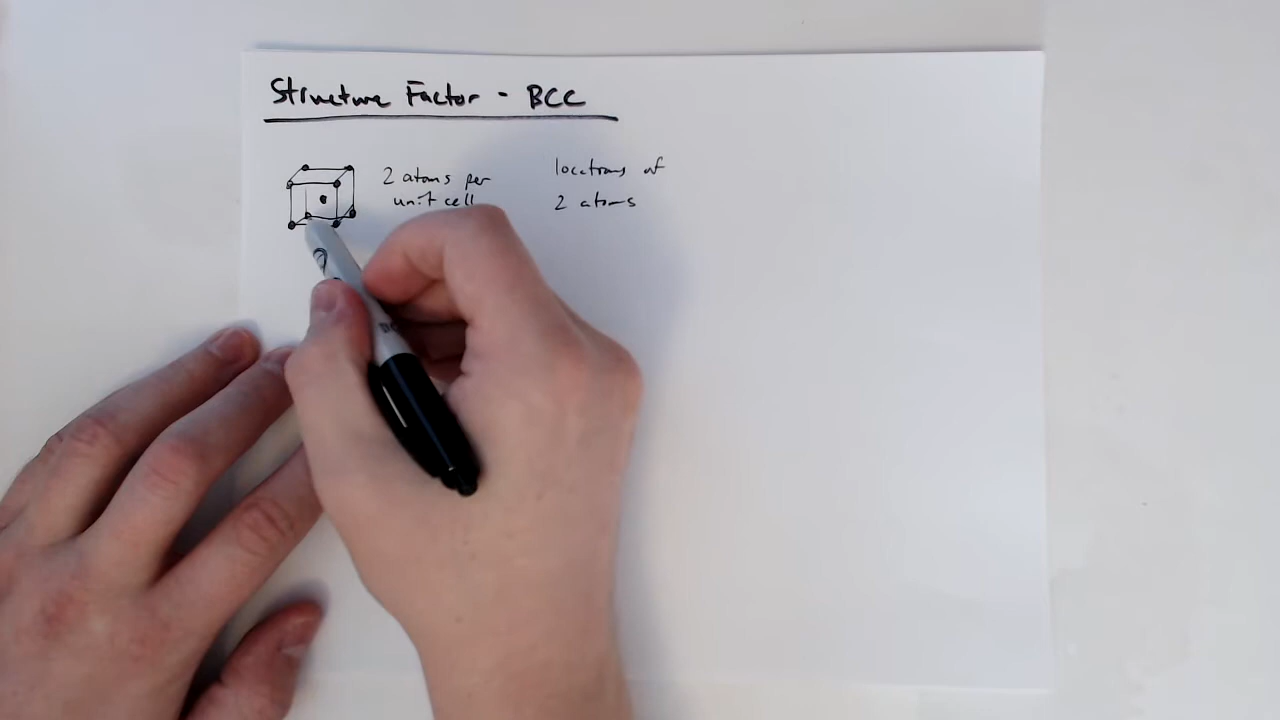 Structure Factor - BCC
2 atoms per
unit cell
locations of
2 atoms